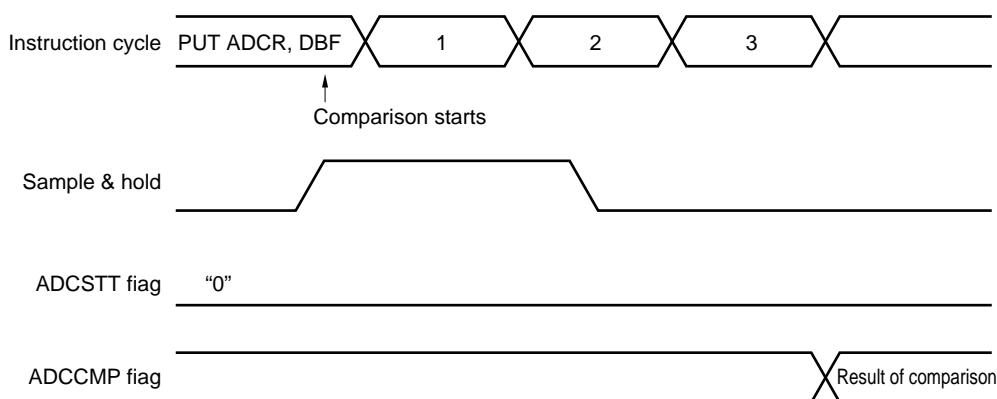 Instruction cycle PUT ADCR, DBF 1 2 3
Comparison starts
Sample & hold
ADCSTT fiag “0”
ADCCMP fiag Result of comparison